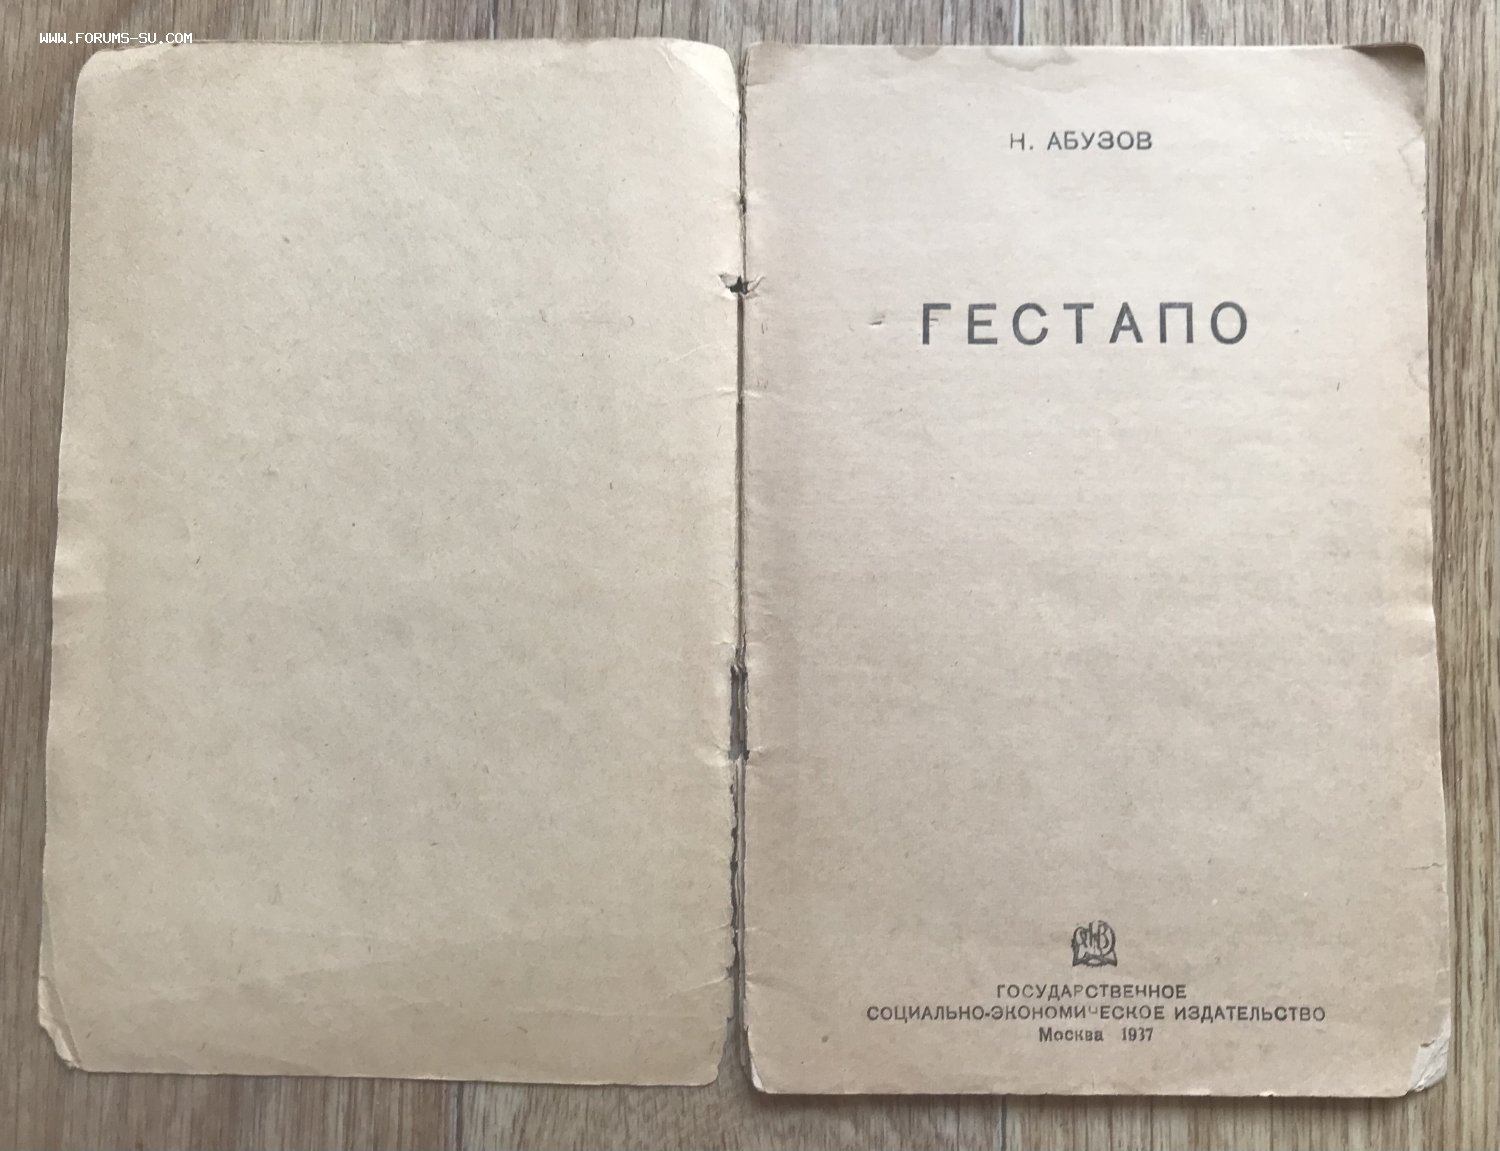 WWW.FORUMS-SU.COM
Н. АБУЗОВ
ГЕСТАПО
ГОСУДАРСТВЕННОЕ
СОЦИАЛЬНО-ЭКОНОМИЧЕСКОЕ ИЗДАТЕЛЬСТВО
Москва 1937